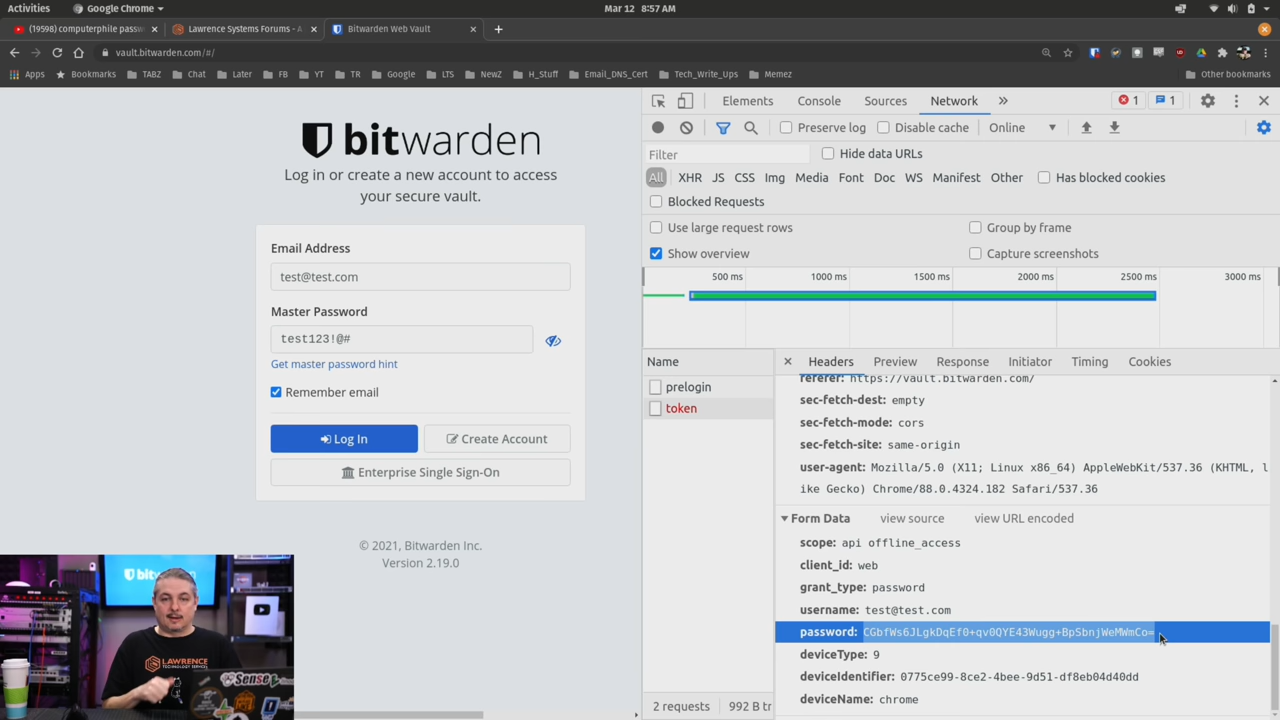 Activities
Google Chrome
Mar 12  8:57 AM
(19598) computerphile passw
Lawrence Systems Forums - A
Bitwarden Web Vault
vault.bitwarden.com/#/
Apps
Bookmarks
TABZ
Chat
Later
FB
YT
TR
Google
LTS
NewZ
H_Stuff
Email_DNS_Cert
Tech_Write_Ups
Memez
Other bookmarks
bitwarden
Log in or create a new account to access
your secure vault.
Email Address
test@test.com
Master Password
test123!@#
Get master password hint
Remember email
Log In
Create Account
Enterprise Single Sign-On
© 2021, Bitwarden Inc.
Version 2.19.0
Elements
Console
Sources
Network
1
1
Preserve log
Disable cache
Online
Filter
Hide data URLs
All
XHR
JS
CSS
Img
Media
Font
Doc
WS
Manifest
Other
Has blocked cookies
Blocked Requests
Use large request rows
Group by frame
Show overview
Capture screenshots
500 ms
1000 ms
1500 ms
2000 ms
2500 ms
3000 ms
Name
Headers
Preview
Response
Initiator
Timing
Cookies
prelogin
token
referer: https://vault.bitwarden.com/
sec-fetch-dest: empty
sec-fetch-mode: cors
sec-fetch-site: same-origin
user-agent: Mozilla/5.0 (X11; Linux x86_64) AppleWebKit/537.36 (KHTML, l
ike Gecko) Chrome/88.0.4324.182 Safari/537.36
Form Data
view source
view URL encoded
scope: api offline_access
client_id: web
grant_type: password
username: test@test.com
password: CGbfWs6JLgkDqEf0+qv0QYE43Wugg+BpSbnjWeMWmCo=
deviceType: 9
deviceIdentifier: 0775ce99-8ce2-4bee-9d51-df8eb04d40dd
deviceName: chrome
2 requests
992 B tr
bitwarden
LAWRENCE
TECHNOLOGY SERVICES
Sense